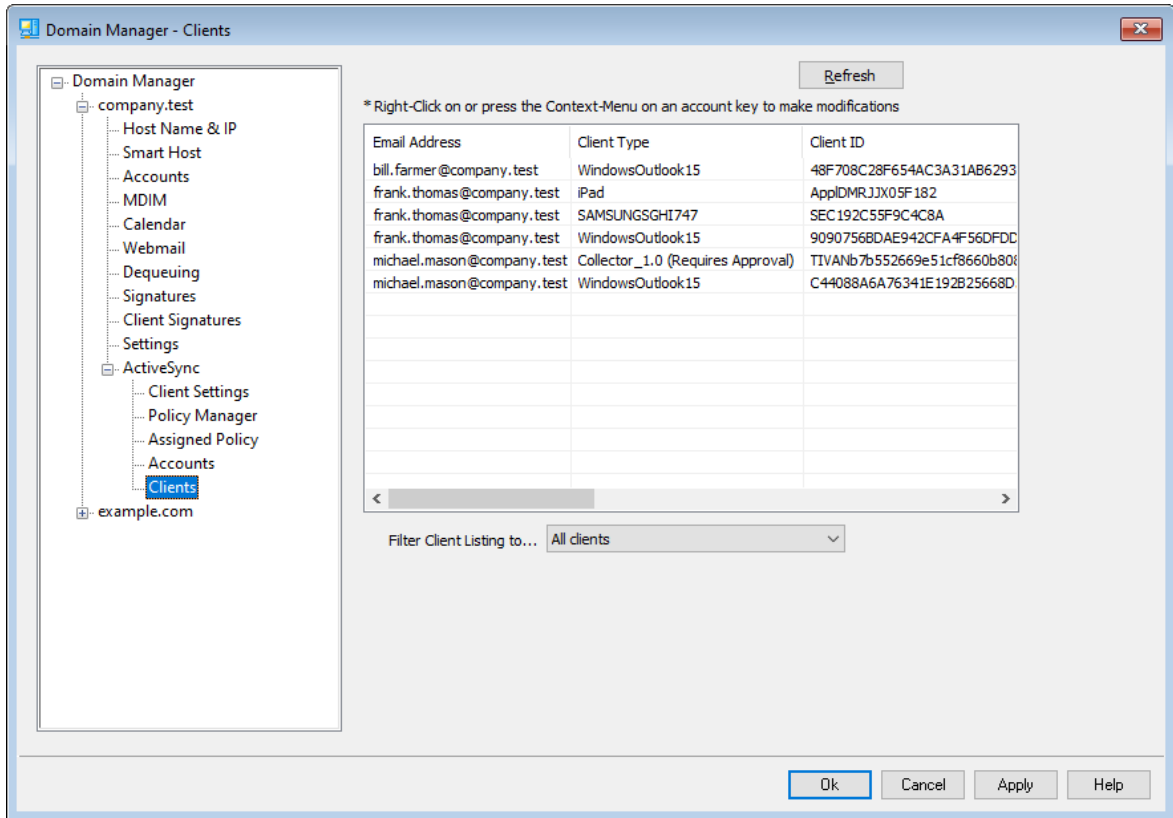 Domain Manager - Clients
Domain Manager
company.test
Host Name & IP
Smart Host
Accounts
MDIM
Calendar
Webmail
Dequeuing
Signatures
Client Signatures
Settings
ActiveSync
Client Settings
Policy Manager
Assigned Policy
Accounts
Clients
example.com
Refresh
* Right-Click on or press the Context-Menu on an account key to make modifications
Email Address Client Type Client ID
bill.farmer@company.test WindowsOutlook15 48F708C28F654AC3A31AB6293
frank.thomas@company.test iPad ApplDMRJJX05F182
frank.thomas@company.test SAMSUNGSGHI747 SEC192C55F9C4C8A
frank.thomas@company.test WindowsOutlook15 9090756BDAE942CFA4F56DFDD
michael.mason@company.test Collector_1.0 (Requires Approval) TIVANb7b552669e51cf8660b808
michael.mason@company.test WindowsOutlook15 C44088A6A76341E192B25668D
Filter Client Listing to... All clients
Ok Cancel Apply Help